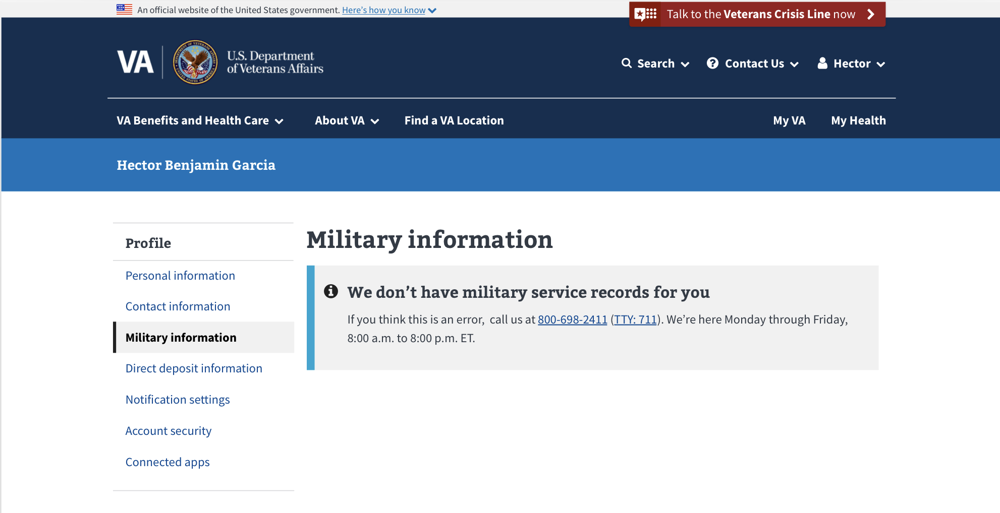 An official website of the United States government. Here’s how you know
Talk to the Veterans Crisis Line now
VA
U.S. Department
of Veterans Affairs
Search
Contact Us
Hector
VA Benefits and Health Care
About VA
Find a VA Location
My VA
My Health
Hector Benjamin Garcia
Profile
Personal information
Contact information
Military information
Direct deposit information
Notification settings
Account security
Connected apps
Military information
We don’t have military service records for you
If you think this is an error,  call us at 800-698-2411 (TTY: 711). We’re here Monday through Friday,
8:00 a.m. to 8:00 p.m. ET.